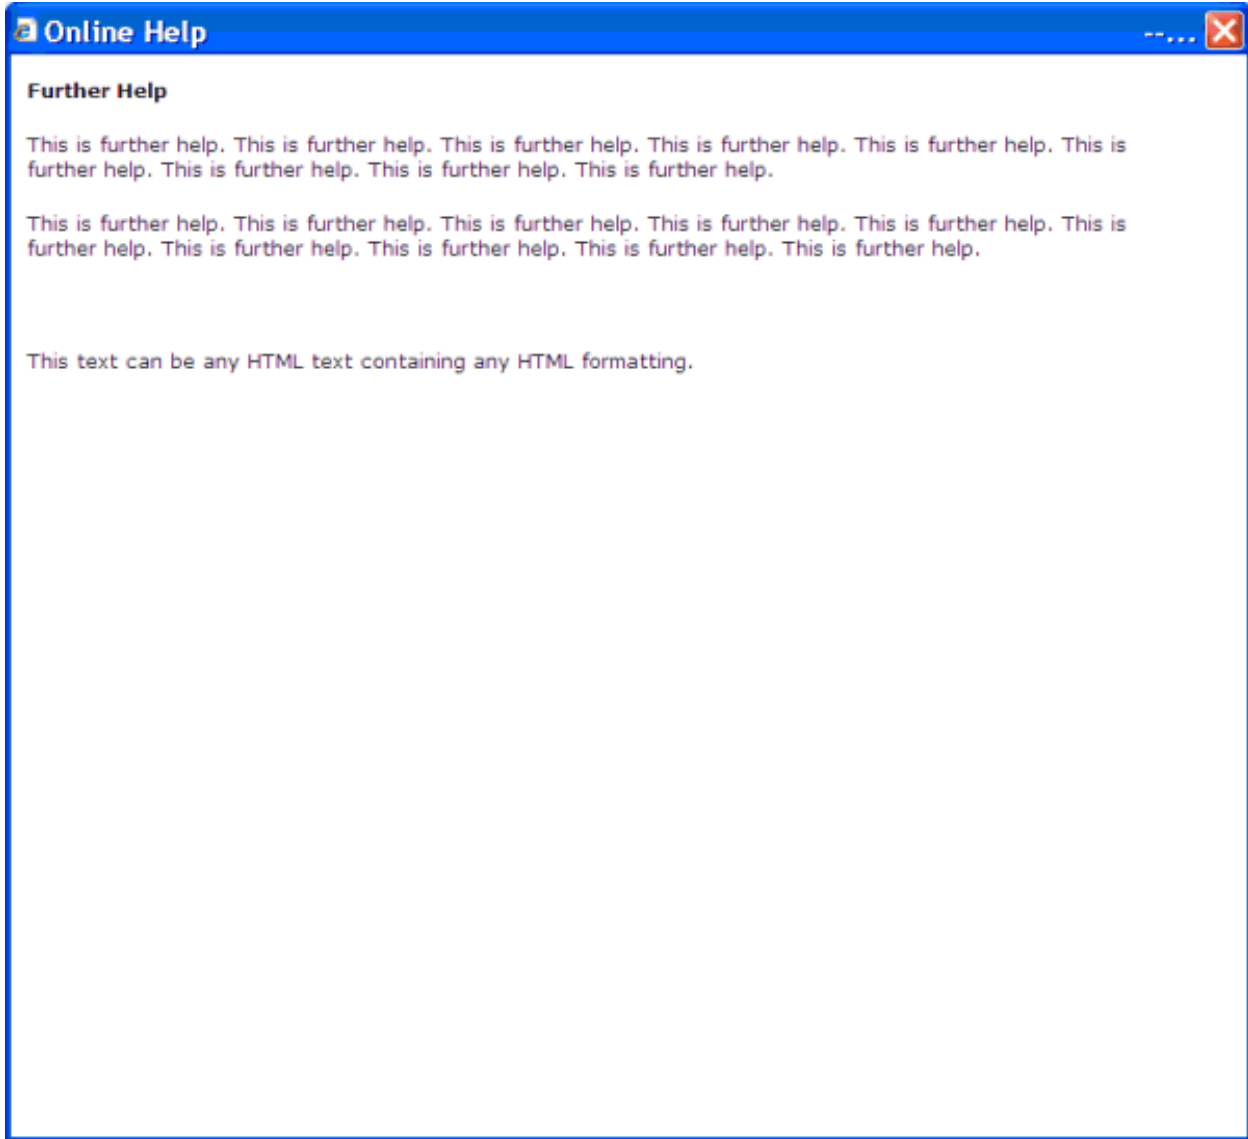 Online Help --...
Further Help
This is further help. This is further help. This is further help. This is further help. This is further help. This is
further help. This is further help. This is further help. This is further help.
This is further help. This is further help. This is further help. This is further help. This is further help. This is
further help. This is further help. This is further help. This is further help. This is further help.
This text can be any HTML text containing any HTML formatting.